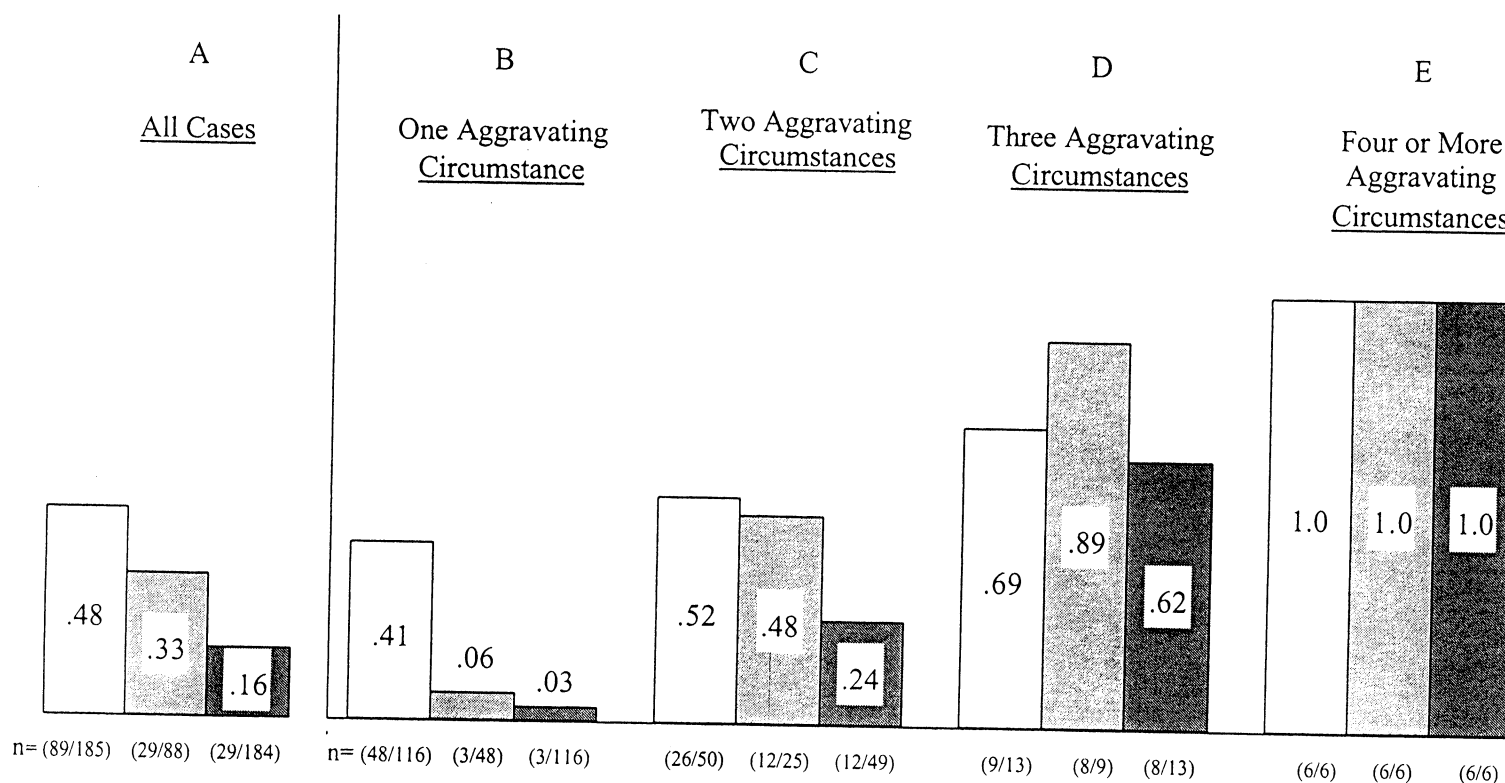 A
All Cases
B
One Aggravating
Circumstance
C
Two Aggravating
Circumstances
D
Three Aggravating
Circumstances
E
Four or More
Aggravating
Circumstances
.48
.33
.16
.41
.06
.03
.52
.48
.24
.69
.89
.62
1.0
1.0
1.0
n= (89/185) (29/88) (29/184)
n= (48/116) (3/48) (3/116)
(26/50) (12/25) (12/49)
(9/13) (8/9) (8/13)
(6/6) (6/6) (6/6)